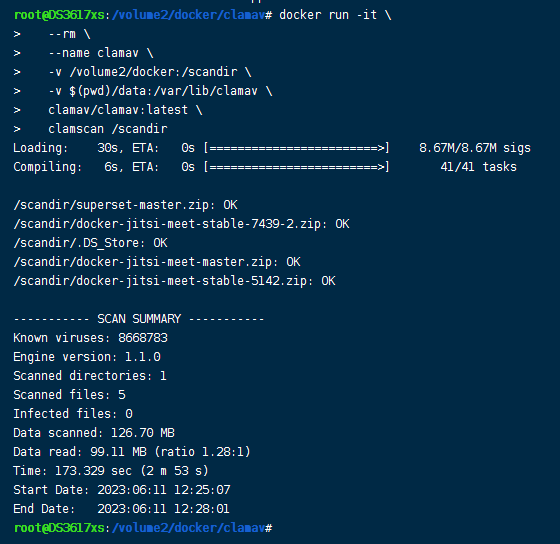 root@DS3617xs:/volume2/docker/clamav# docker run -it \
> --rm \
> --name clamav \
> -v /volume2/docker:/scandir \
> -v $(pwd)/data:/var/lib/clamav \
> clamav/clamav:latest \
> clamscan /scandir
Loading: 30s, ETA: 0s [========================>] 8.67M/8.67M sigs
Compiling: 6s, ETA: 0s [========================>] 41/41 tasks
/scandir/superset-master.zip: OK
/scandir/docker-jitsi-meet-stable-7439-2.zip: OK
/scandir/.DS_Store: OK
/scandir/docker-jitsi-meet-master.zip: OK
/scandir/docker-jitsi-meet-stable-5142.zip: OK
----------- SCAN SUMMARY -----------
Known viruses: 8668783
Engine version: 1.1.0
Scanned directories: 1
Scanned files: 5
Infected files: 0
Data scanned: 126.70 MB
Data read: 99.11 MB (ratio 1.28:1)
Time: 173.329 sec (2 m 53 s)
Start Date: 2023:06:11 12:25:07
End Date: 2023:06:11 12:28:01
root@DS3617xs:/volume2/docker/clamav#